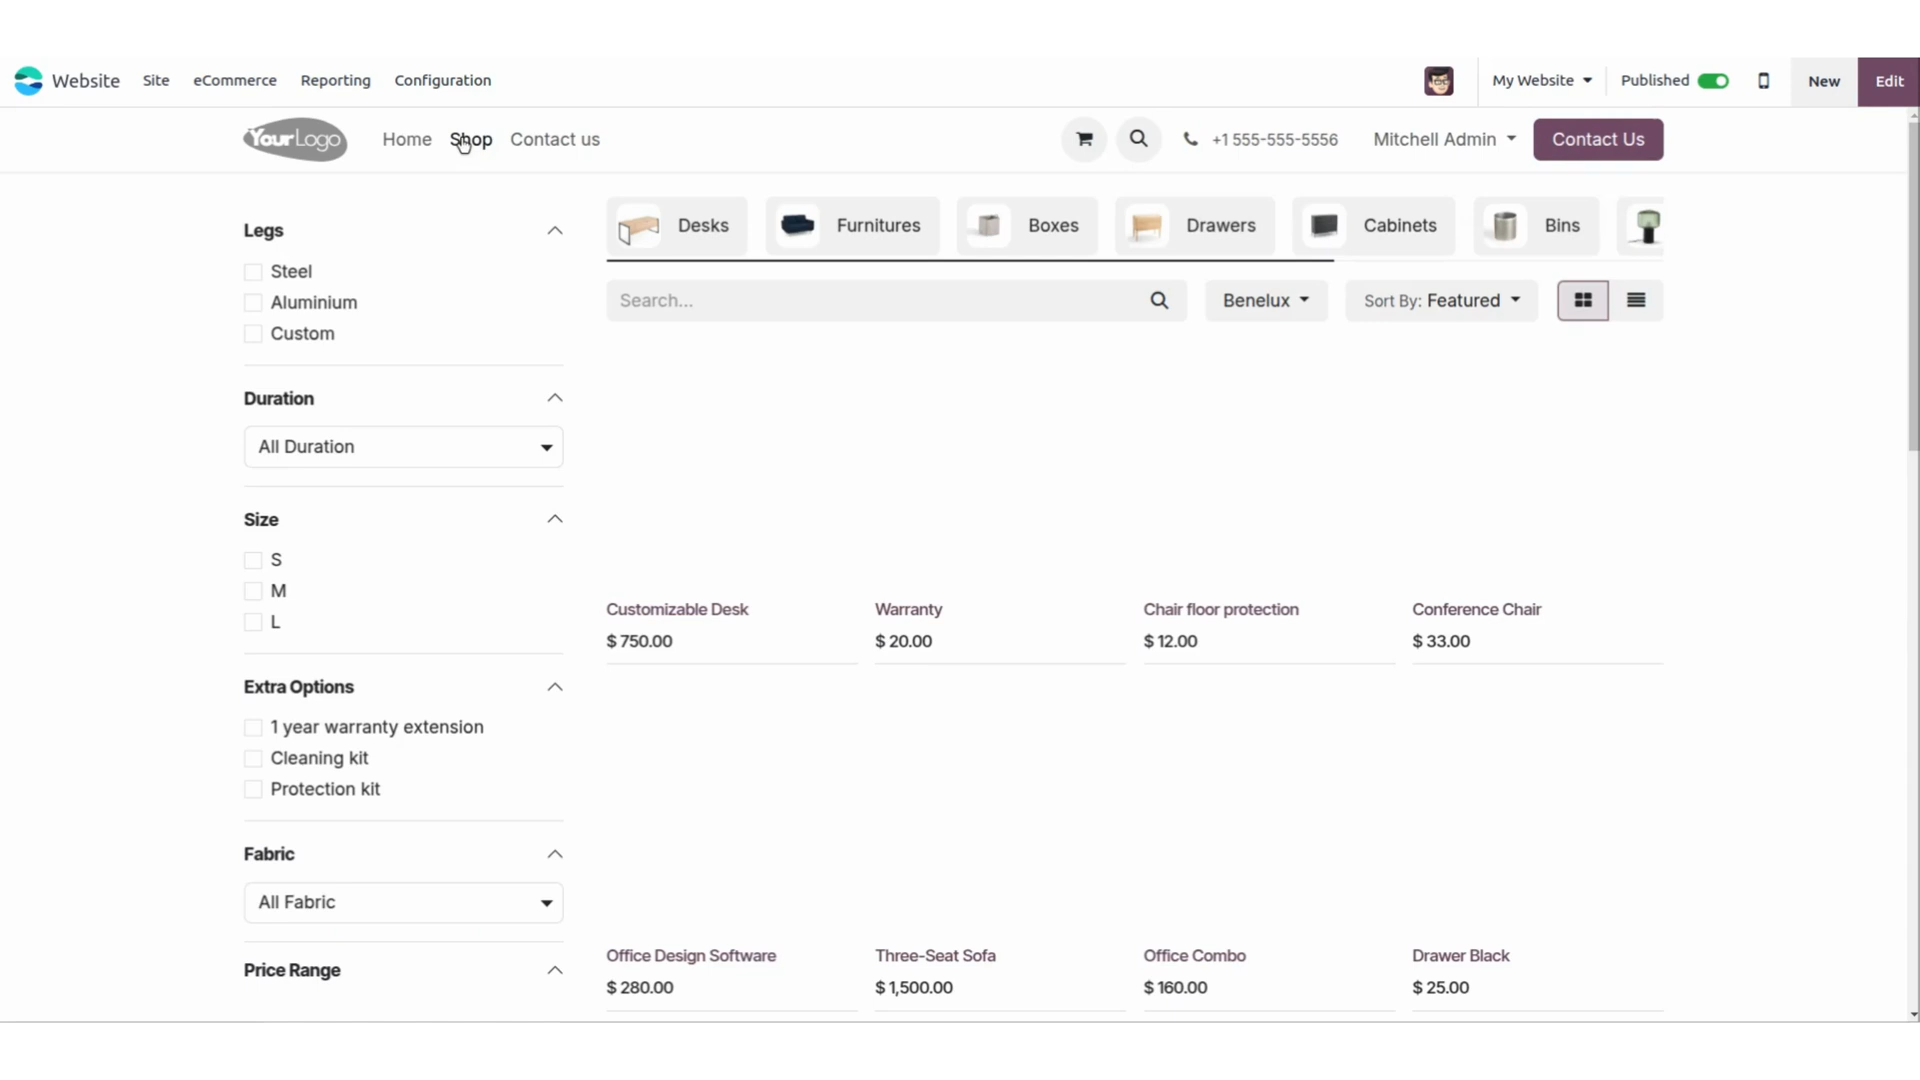 Website Site eCommerce Reporting Configuration My Website Published New Edit
YourLogo Home Shop Contact us +1 555-555-5556 Mitchell Admin Contact Us
Desks Furnitures Boxes Drawers Cabinets Bins
Search... Benelux Sort By: Featured
Legs
Steel
Aluminium
Custom
Duration
All Duration
Size
S
M
L
Extra Options
1 year warranty extension
Cleaning kit
Protection kit
Fabric
All Fabric
Price Range
Customizable Desk Warranty Chair floor protection Conference Chair
$ 750.00 $ 20.00 $ 12.00 $ 33.00
Office Design Software Three-Seat Sofa Office Combo Drawer Black
$ 280.00 $ 1,500.00 $ 160.00 $ 25.00